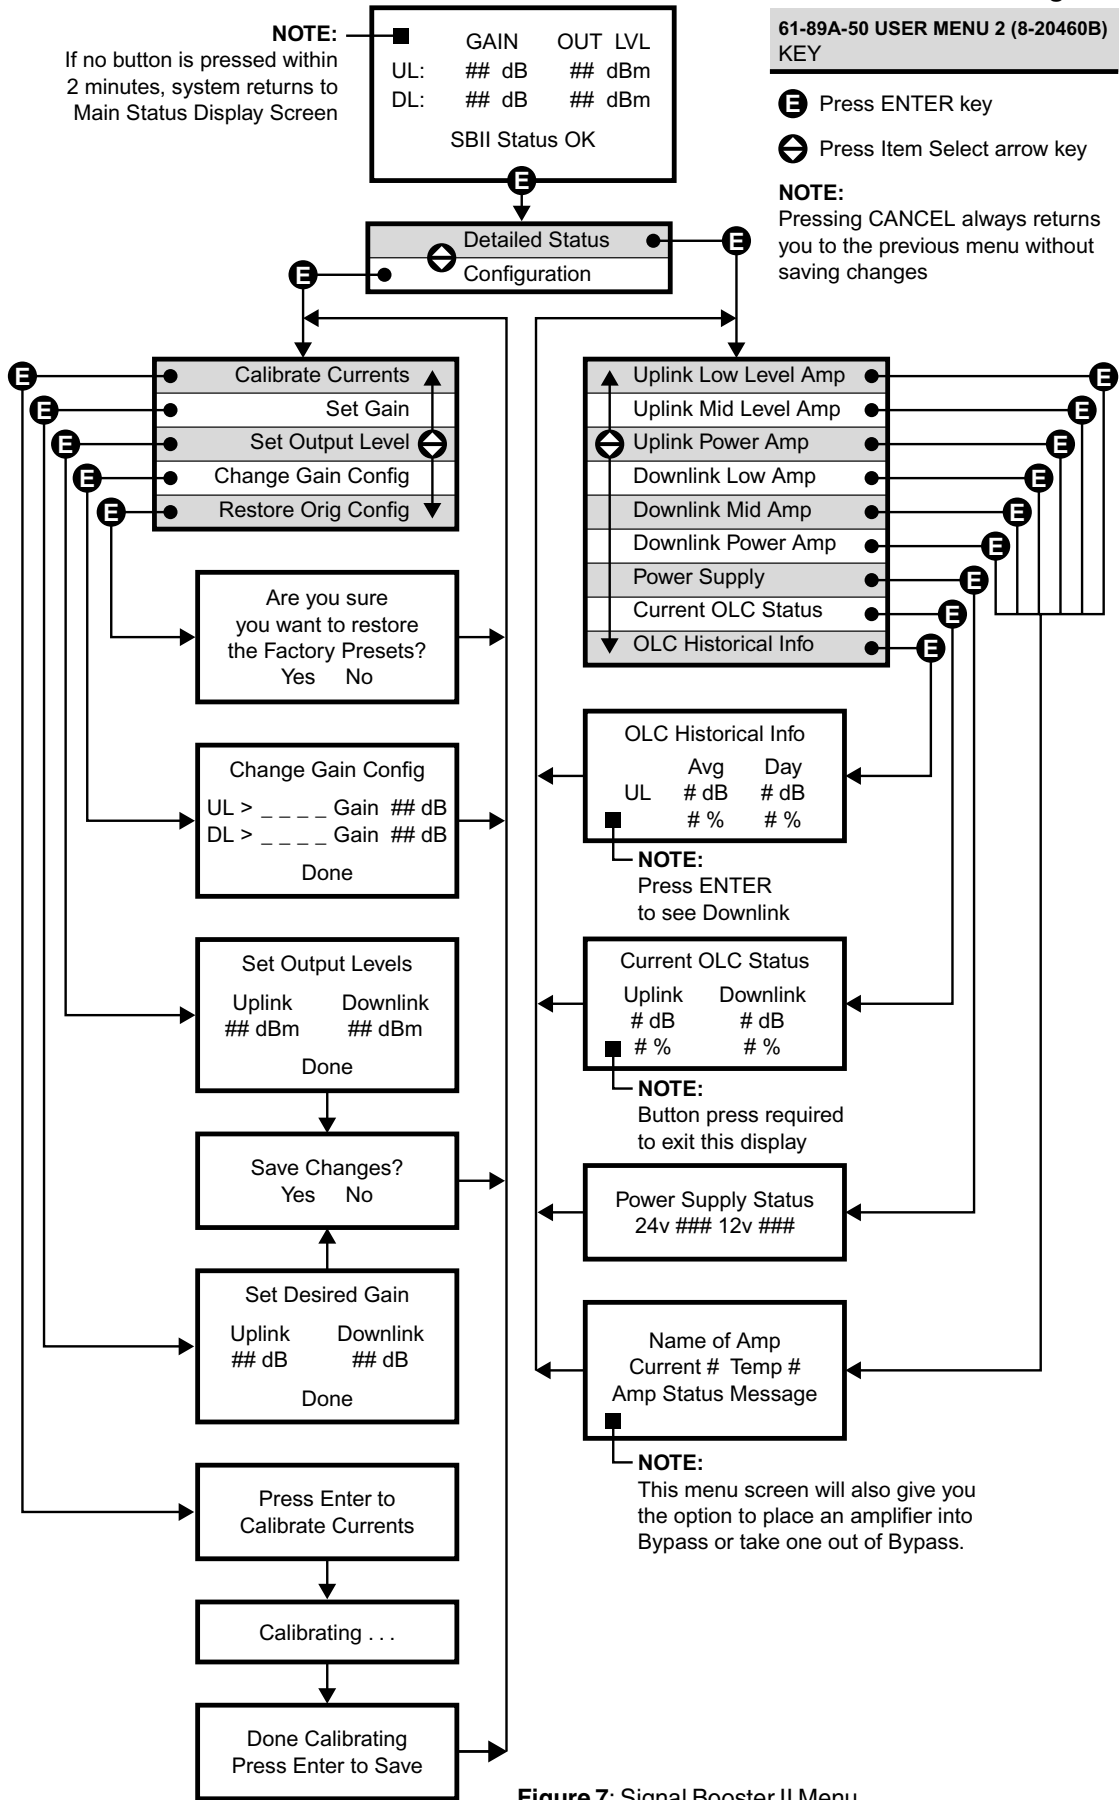 NOTE:
If no button is pressed within
2 minutes, system returns to
Main Status Display Screen
GAIN OUT LVL
UL: ## dB ## dBm
DL: ## dB ## dBm
SBII Status OK
61-89A-50 USER MENU 2 (8-20460B)
KEY
E Press ENTER key
Press Item Select arrow key
NOTE:
Pressing CANCEL always returns
you to the previous menu without
saving changes
E
Detailed Status
Configuration
E
E
Calibrate Currents
Set Gain
Set Output Level
Change Gain Config
Restore Orig Config
E
E
E
E
E
Uplink Low Level Amp
Uplink Mid Level Amp
Uplink Power Amp
Downlink Low Amp
Downlink Mid Amp
Downlink Power Amp
Power Supply
Current OLC Status
OLC Historical Info
E
E
E
E
E
E
E
E
E
Are you sure
you want to restore
the Factory Presets?
Yes No
Change Gain Config
UL > _ _ _ _ Gain ## dB
DL > _ _ _ _ Gain ## dB
Done
Set Output Levels
Uplink Downlink
## dBm ## dBm
Done
Save Changes?
Yes No
Set Desired Gain
Uplink Downlink
## dB ## dB
Done
Press Enter to
Calibrate Currents
Calibrating . . .
Done Calibrating
Press Enter to Save
OLC Historical Info
Avg Day
UL # dB # dB
# % # %
NOTE:
Press ENTER
to see Downlink
Current OLC Status
Uplink Downlink
# dB # dB
# % # %
NOTE:
Button press required
to exit this display
Power Supply Status
24v ### 12v ###
Name of Amp
Current # Temp #
Amp Status Message
NOTE:
This menu screen will also give you
the option to place an amplifier into
Bypass or take one out of Bypass.
Figure 7: Signal Booster II Menu